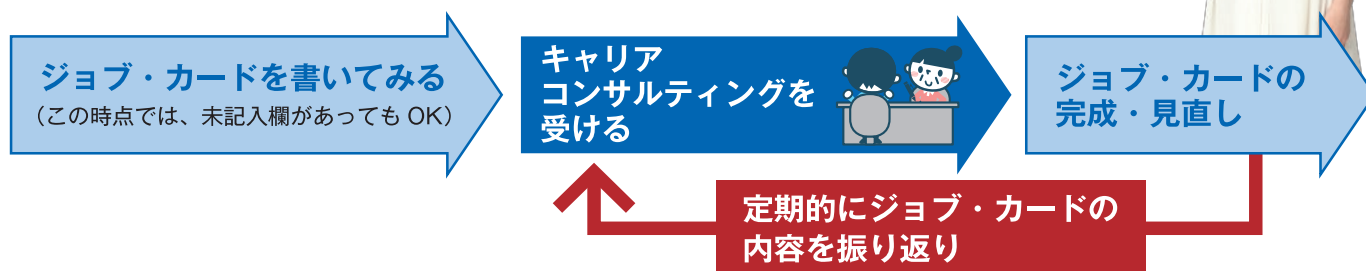 ジョブ・カードを書いてみる
（この時点では、未記入欄があっても OK）
キャリア
コンサルティングを
受ける
ジョブ・カードの
完成・見直し
定期的にジョブ・カードの
内容を振り返り